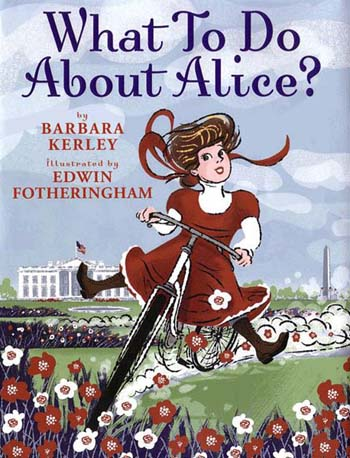 What To Do
About Alice?
by
BARBARA
KERLEY
illustrated by
EDWIN
FOTHERINGHAM